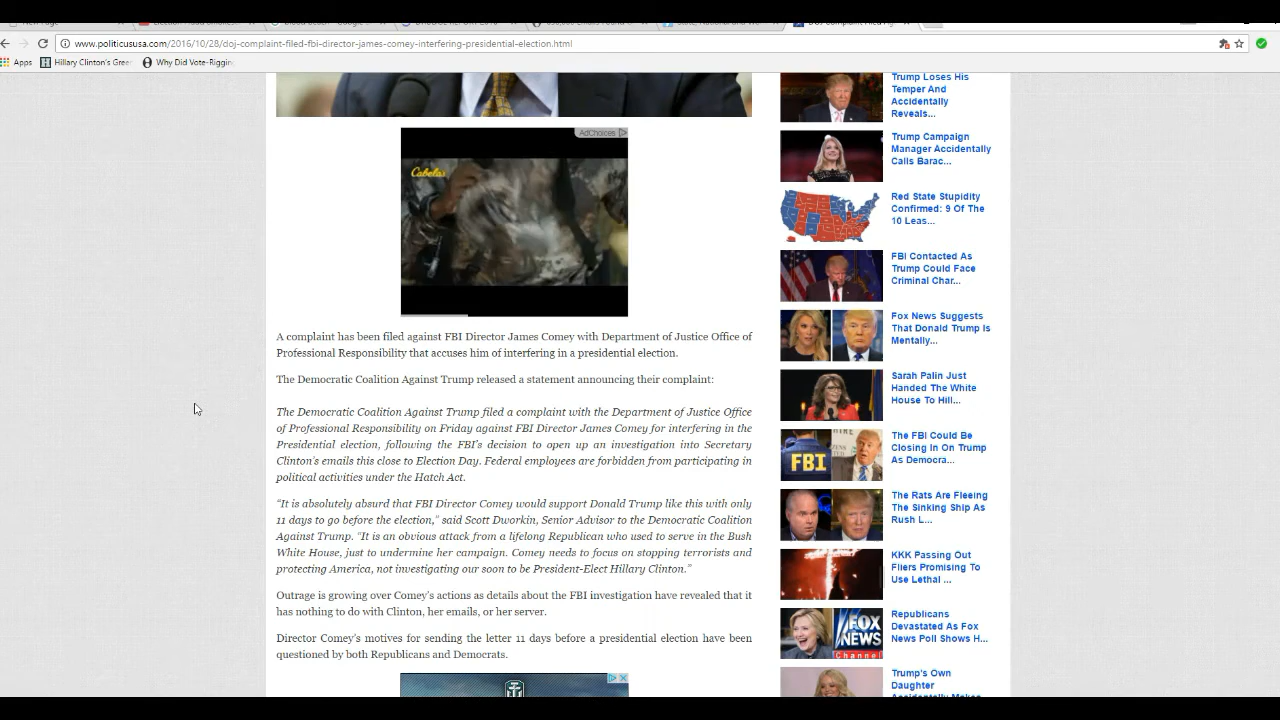 www.politicususa.com/2016/10/28/doj-complaint-filed-fbi-director-james-comey-interfering-presidential-election.html
Apps
Hillary Clinton's Gree
Why Did Vote-Riggin
AdChoices
Cabela's
A complaint has been filed against FBI Director James Comey with Department of Justice Office of
Professional Responsibility that accuses him of interfering in a presidential election.
The Democratic Coalition Against Trump released a statement announcing their complaint:
The Democratic Coalition Against Trump filed a complaint with the Department of Justice Office
of Professional Responsibility on Friday against FBI Director James Comey for interfering in the
Presidential election, following the FBI's decision to open up an investigation into Secretary
Clinton's emails this close to Election Day. Federal employees are forbidden from participating in
political activities under the Hatch Act.
"It is absolutely absurd that FBI Director Comey would support Donald Trump like this with only
11 days to go before the election," said Scott Dworkin, Senior Advisor to the Democratic Coalition
Against Trump. "It is an obvious attack from a lifelong Republican who used to serve in the Bush
White House, just to undermine her campaign. Comey needs to focus on stopping terrorists and
protecting America, not investigating our soon to be President-Elect Hillary Clinton."
Outrage is growing over Comey's actions as details about the FBI investigation have revealed that it
has nothing to do with Clinton, her emails, or her server.
Director Comey's motives for sending the letter 11 days before a presidential election have been
questioned by both Republicans and Democrats.
Trump Loses His
Temper And
Accidentally
Reveals...
Trump Campaign
Manager Accidentally
Calls Barac...
Red State Stupidity
Confirmed: 9 Of The
10 Leas...
FBI Contacted As
Trump Could Face
Criminal Char...
Fox News Suggests
That Donald Trump Is
Mentally...
Sarah Palin Just
Handed The White
House To Hill...
FBI
The FBI Could Be
Closing In On Trump
As Democra...
The Rats Are Fleeing
The Sinking Ship As
Rush L...
KKK Passing Out
Fliers Promising To
Use Lethal ...
FOX
NEWS
Channel
Republicans
Devastated As Fox
News Poll Shows H...
Trump's Own
Daughter
Accidentally Makes